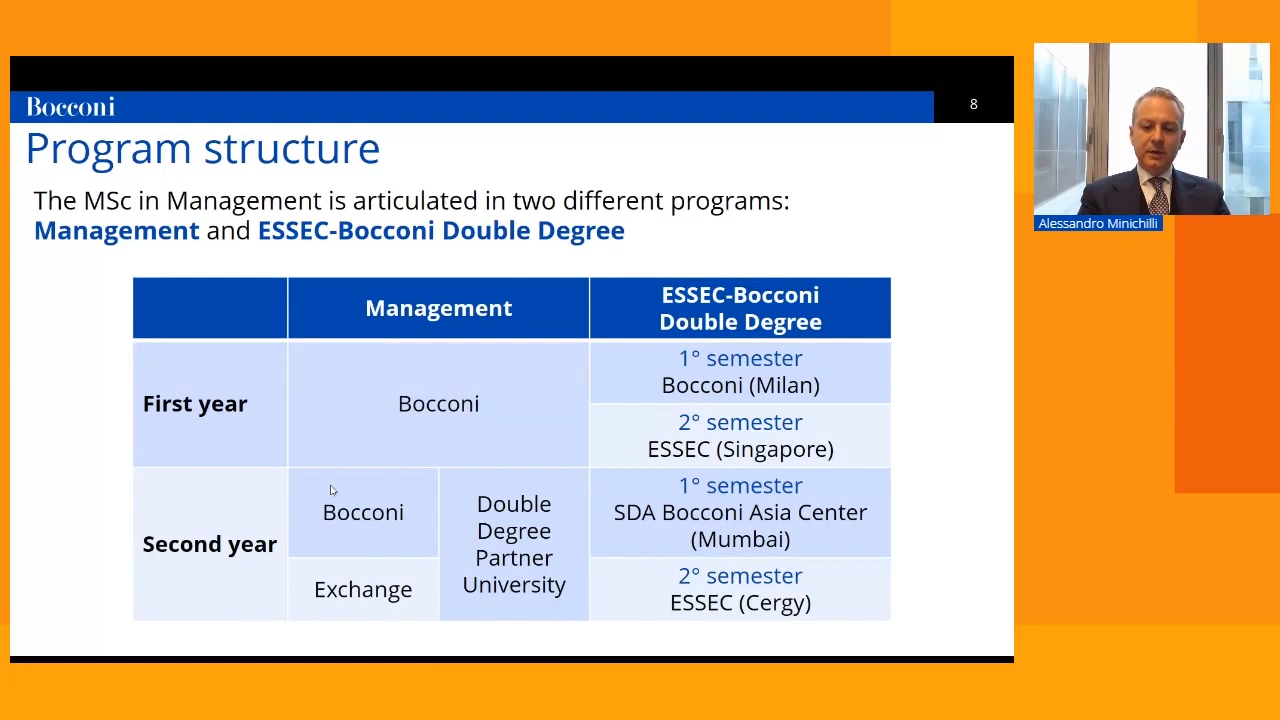 Bocconi
8
Program structure
The MSc in Management is articulated in two different programs:
Management and ESSEC-Bocconi Double Degree
Management
ESSEC-Bocconi
Double Degree
First year
Bocconi
1° semester
Bocconi (Milan)
2° semester
ESSEC (Singapore)
Second year
Bocconi
Exchange
Double
Degree
Partner
University
1° semester
SDA Bocconi Asia Center
(Mumbai)
2° semester
ESSEC (Cergy)
Alessandro Minichilli